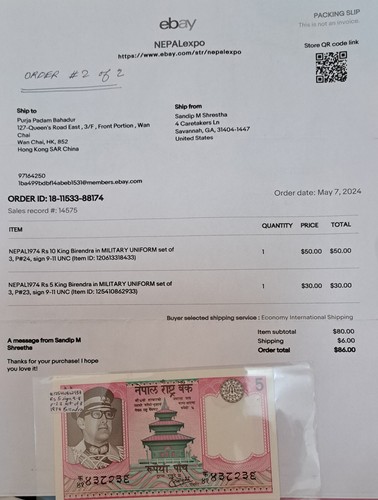 PACKING SLIP
This is not an invoice.
ebay
NEPALexpo
https://www.ebay.com/str/nepalexpo
Store QR code link
ORDER # 2 of 2
Ship to
Purja Padam Bahadur
127-Queen's Road East , 3/F , Front Portion , Wan
Chai
Wan Chai, HK, 852
Hong Kong SAR China
Ship from
Sandip M Shrestha
4 Caretakers Ln
Savannah, GA, 31404-1447
United States
97164250
1ba499bdbf14abeb1531@members.ebay.com
ORDER ID: 18-11533-88174
Order date: May 7, 2024
Sales record #: 14575
ITEM QUANTITY PRICE TOTAL
NEPAL1974 Rs 10 King Birendra in MILITARY UNIFORM set of 1 $50.00 $50.00
3, P#24, sign 9-11 UNC (Item ID: 120613318433)
NEPAL1974 Rs 5 King Birendra in MILITARY UNIFORM set of 1 $30.00 $30.00
3, P#23, sign 9-11 UNC (Item ID: 125410862933)
Buyer selected shipping service : Economy International Shipping
Item subtotal $80.00
Shipping $6.00
Order total $86.00
A message from Sandip M
Shrestha
Thanks for your purchase! I hope
you love it!
नेपाल राष्ट्र बैंक
5
रुपैयाँ पाँच
४३८२३६ ४३८२३६